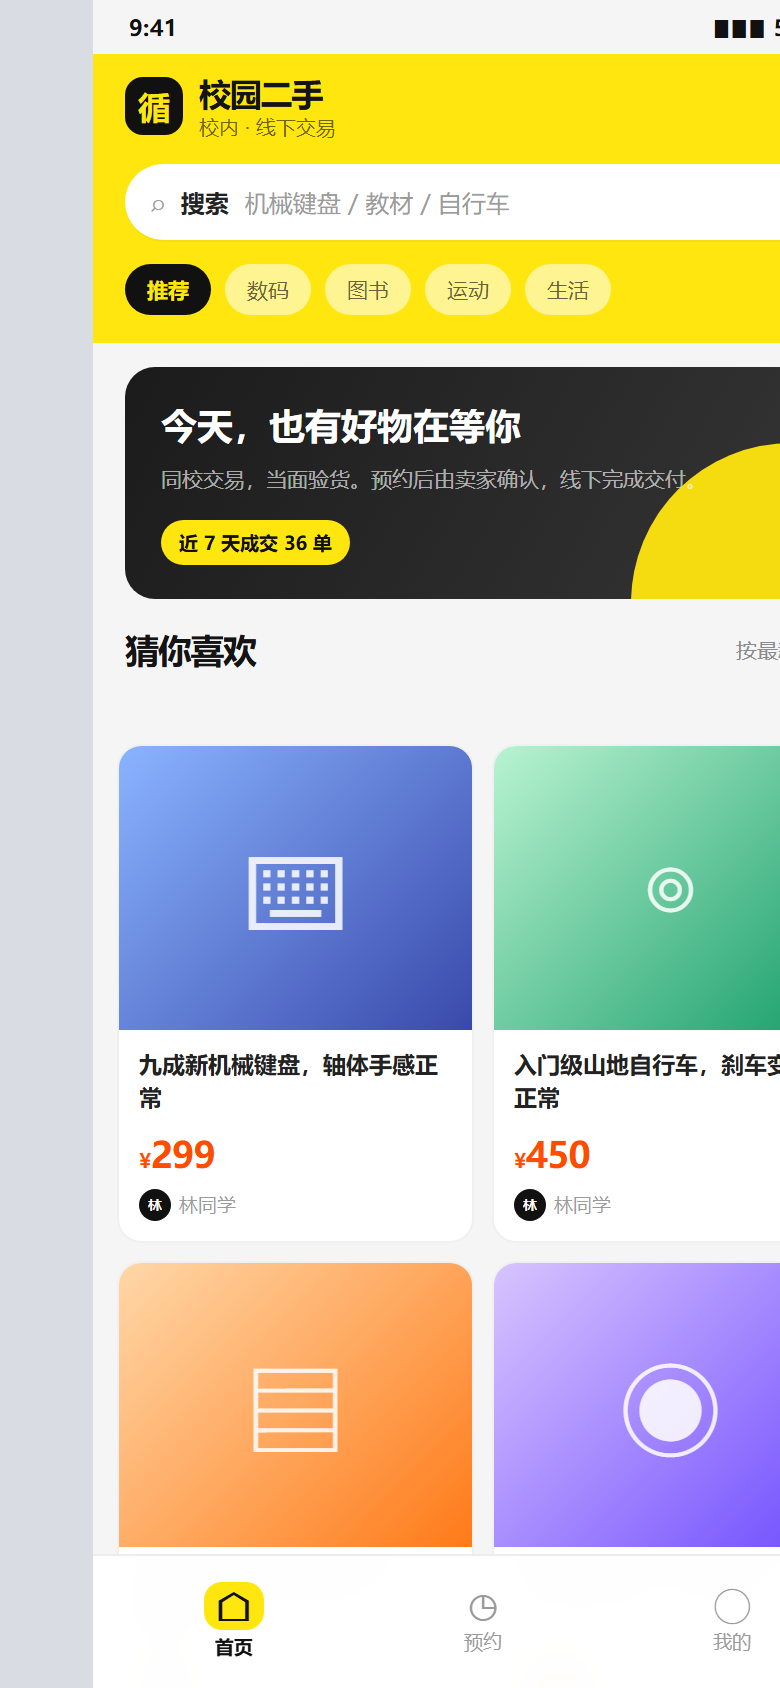 9:41
循
校园二手
校内 · 线下交易
搜索 机械键盘 / 教材 / 自行车
推荐 数码 图书 运动 生活
今天，也有好物在等你
同校交易，当面验货。预约后由卖家确认，线下完成交付。
近 7 天成交 36 单
猜你喜欢
按最
九成新机械键盘，轴体手感正
常
¥299
林 林同学
入门级山地自行车，刹车变
正常
¥450
林 林同学
首页 预约 我的